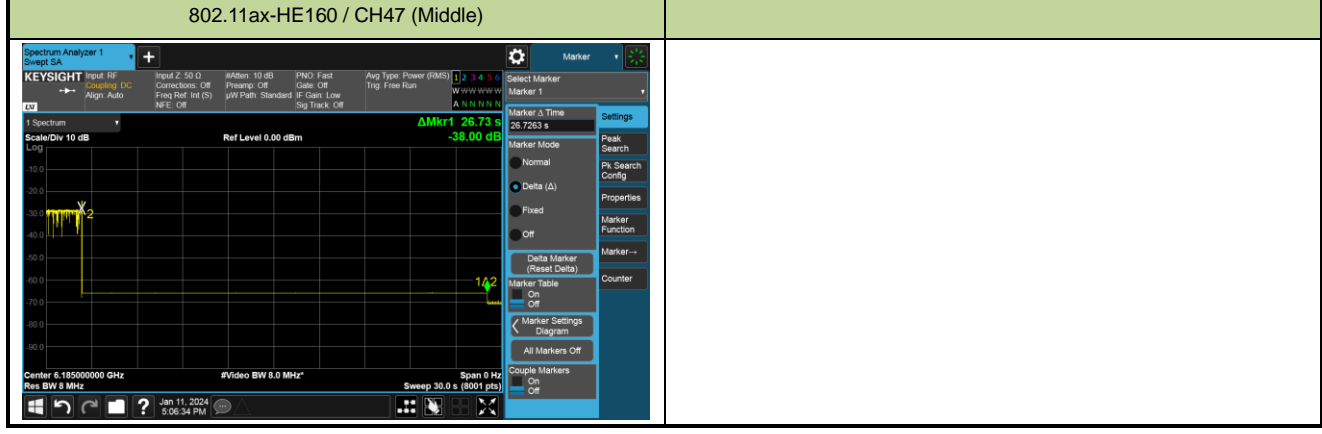 802.11ax-HE160 / CH47 (Middle)
Spectrum Analyzer 1
Swept SA
Marker
KEYSIGHT
Input: RF
Coupling: DC
Align: Auto
Input Z: 50 Ω
Corrections: Off
Freq Ref: Int (S)
NFE: Off
#Atten: 10 dB
Preamp: Off
µW Path: Standard
PNO: Fast
Gate: Off
IF Gain: Low
Sig Track: Off
Avg Type: Power (RMS)
Trig: Free Run
1 2 3 4 5 6
W W W W W W
A N N N N N
LXI
Select Marker
Marker 1
1 Spectrum
Scale/Div 10 dB
Log
Ref Level 0.00 dBm
ΔMkr1 26.73 s
-38.00 dB
-10.0
-20.0
-30.0
-40.0
-50.0
-60.0
-70.0
-80.0
-90.0
X2
1Δ2
Center 6.185000000 GHz
Res BW 8 MHz
#Video BW 8.0 MHz*
Span 0 Hz
Sweep 30.0 s (8001 pts)
Marker Δ Time
26.7263 s
Marker Mode
Normal
Delta (Δ)
Fixed
Off
Delta Marker
(Reset Delta)
Marker Table
On
Off
Marker Settings
Diagram
All Markers Off
Couple Markers
On
Off
Settings
Peak
Search
Pk Search
Config
Properties
Marker
Function
Marker→
Counter
?
Jan 11, 2024
5:06:34 PM